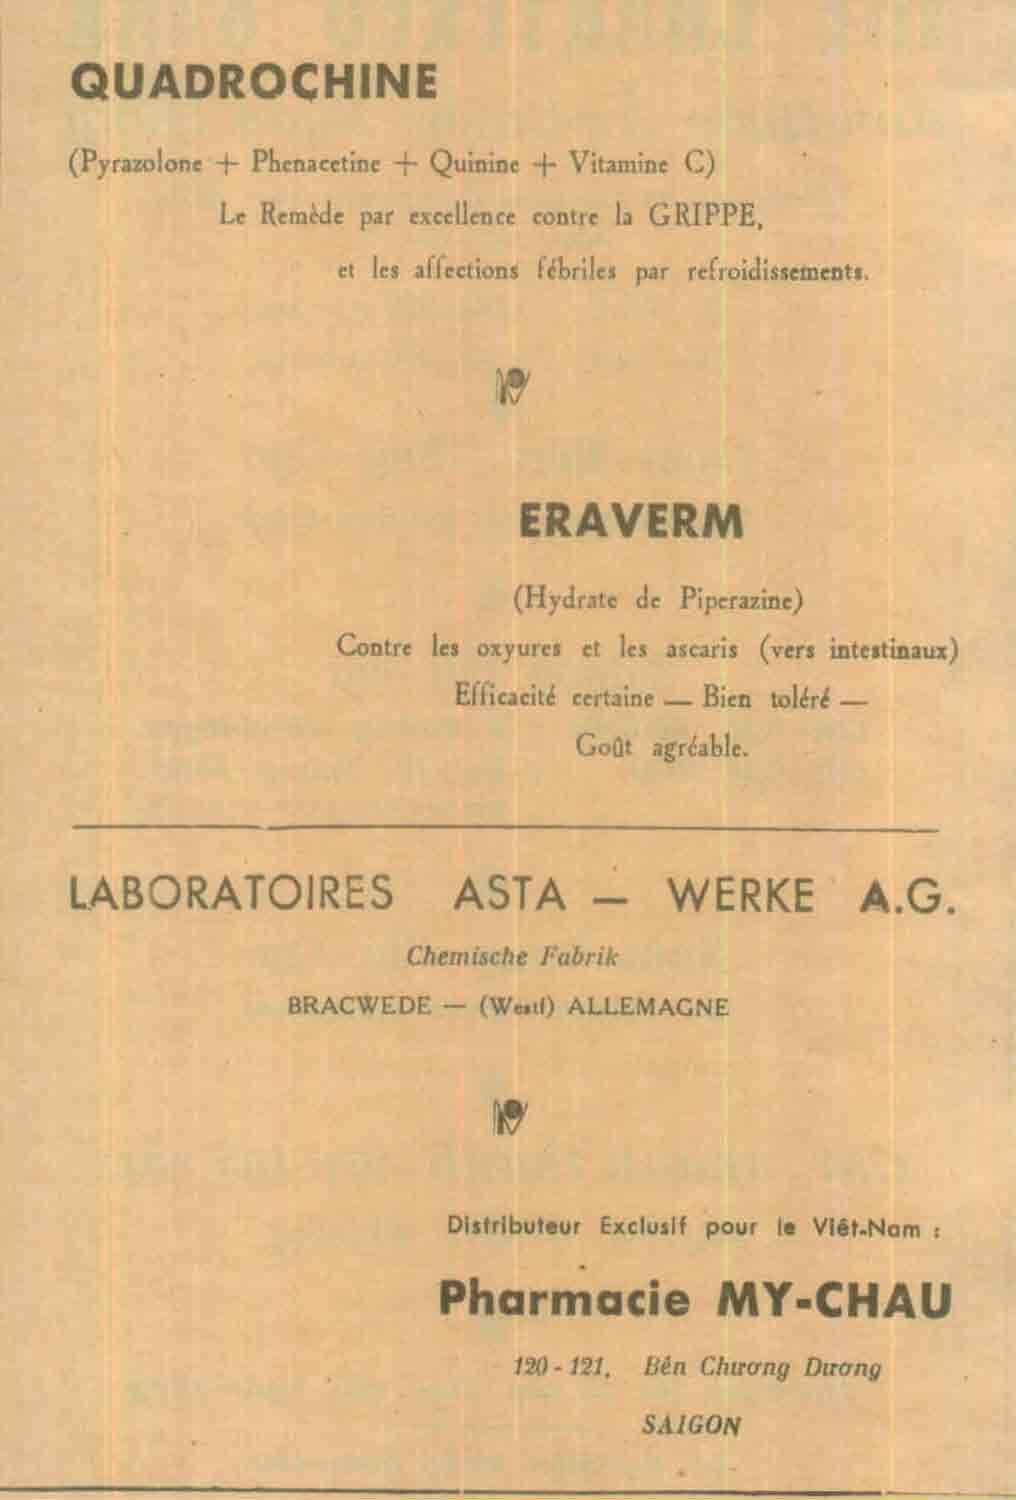 QUADROCHINE
(Pyrazolone + Phenacetine + Quinine + Vitamine C)
Le Remède par excellence contre la GRIPPE,
et les affections fébriles par refroidissements.
ERAVERM
(Hydrate de Piperazine)
Contre les oxyures et les ascaris (vers intestinaux)
Efficacité certaine — Bien toléré —
Goût agréable.
LABORATOIRES ASTA — WERKE A.G.
Chemische Fabrik
BRACWEDE — (Westf) ALLEMAGNE
Distributeur Exclusif pour le Viêt-Nam :
Pharmacie MY-CHAU
120 - 121, Bên Chương Dương
SAIGON